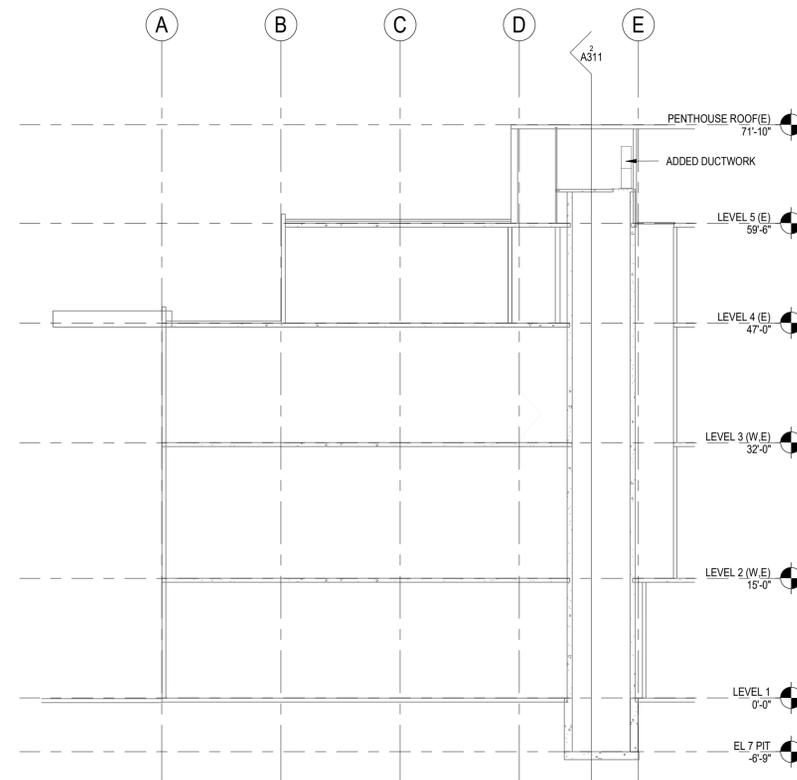 A
B
C
D
E
2
A311
PENTHOUSE ROOF(E)
71'-10"
ADDED DUCTWORK
LEVEL 5 (E)
59'-6"
LEVEL 4 (E)
47'-0"
LEVEL 3 (W,E)
32'-0"
LEVEL 2 (W,E)
15'-0"
LEVEL 1
0'-0"
EL 7 PIT
-6'-9"